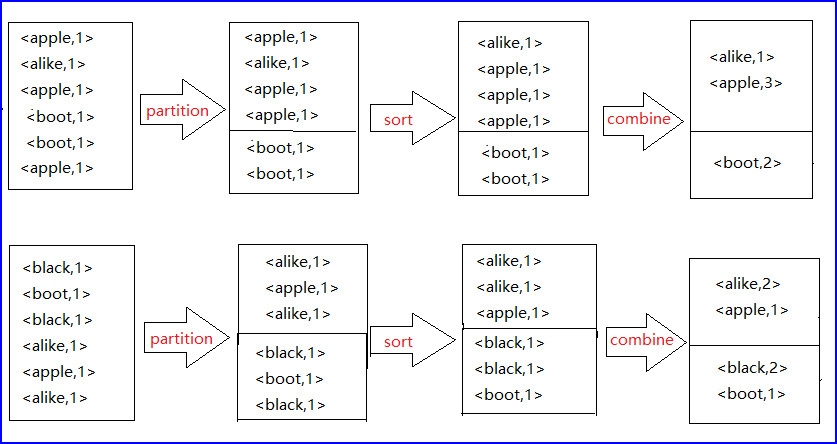 <apple,1>
<alike,1>
<apple,1>
<boot,1>
<boot,1>
<apple,1>
partition
<apple,1>
<alike,1>
<apple,1>
<apple,1>
<boot,1>
<boot,1>
sort
<alike,1>
<apple,1>
<apple,1>
<apple,1>
<boot,1>
<boot,1>
combine
<alike,1>
<apple,3>
<boot,2>
<black,1>
<boot,1>
<black,1>
<alike,1>
<apple,1>
<alike,1>
partition
<alike,1>
<apple,1>
<alike,1>
<black,1>
<boot,1>
<black,1>
sort
<alike,1>
<alike,1>
<apple,1>
<black,1>
<black,1>
<boot,1>
combine
<alike,2>
<apple,1>
<black,2>
<boot,1>